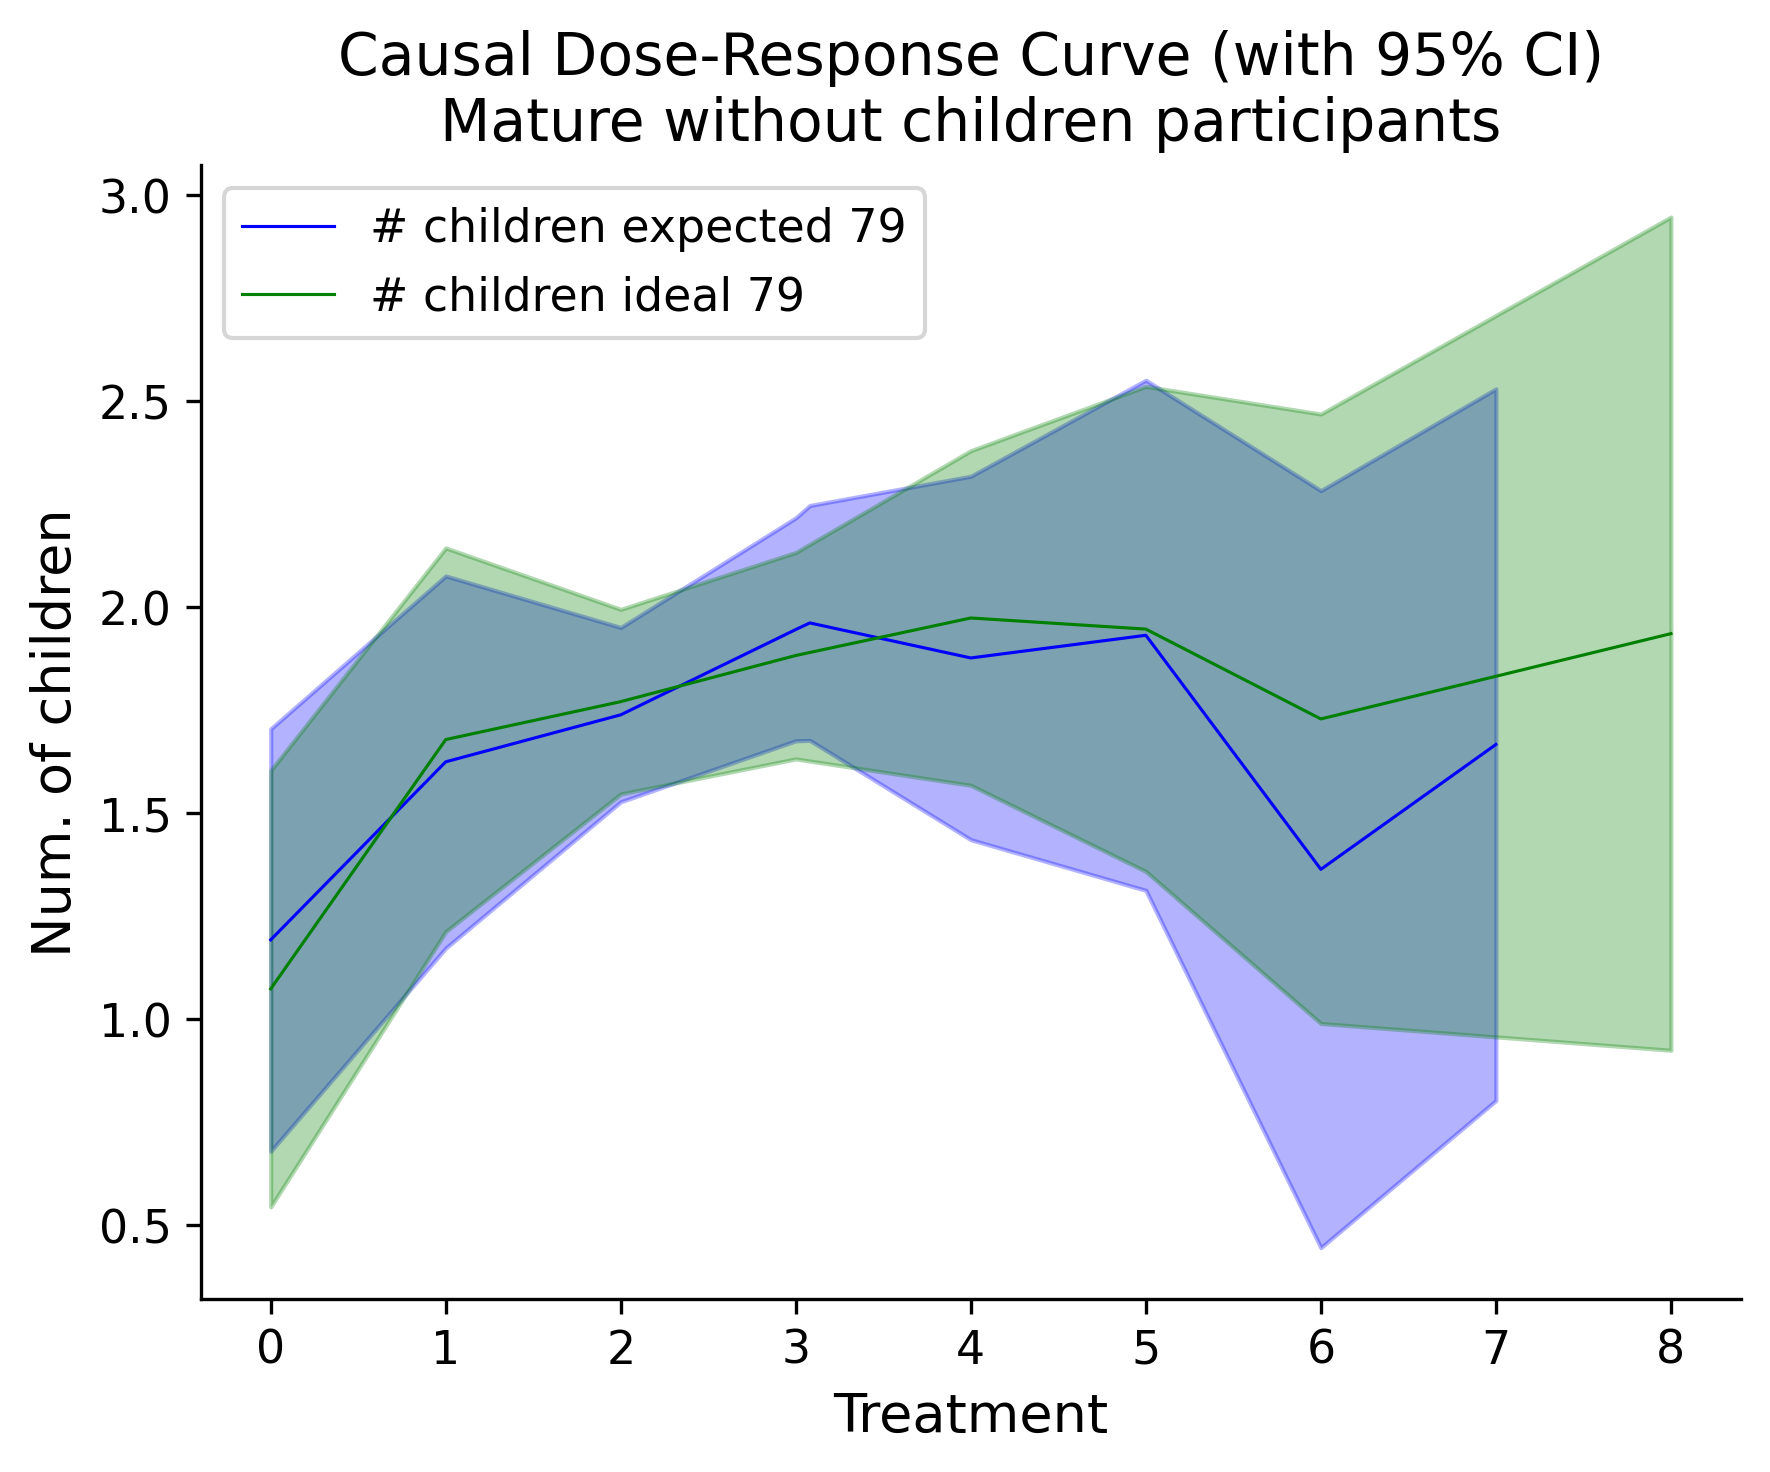 Causal Dose-Response Curve (with 95% CI)
Mature without children participants
3.0
2.5
2.0
1.5
1.0
0.5
Num. of children
# children expected 79
# children ideal 79
0 1 2 3 4 5 6 7 8
Treatment